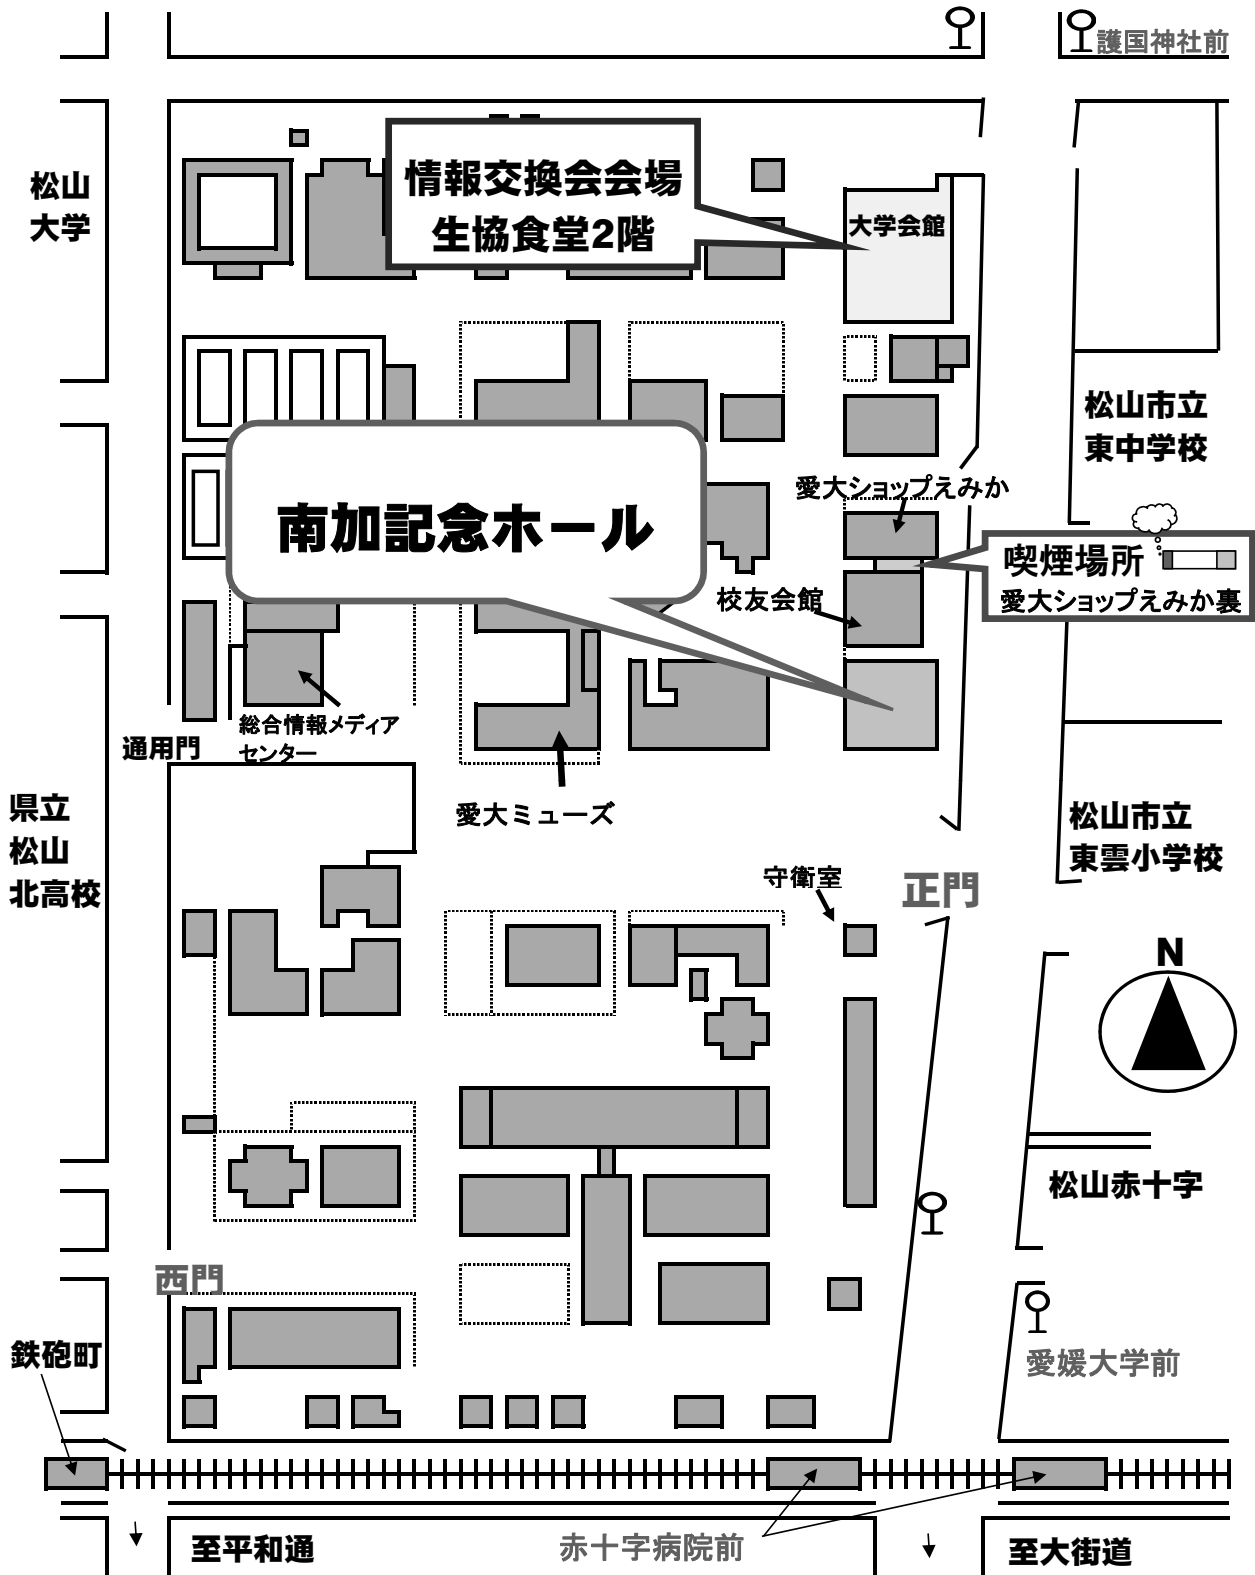 護国神社前
松山
大学
情報交換会会場
生協食堂2階
大学会館
松山市立
東中学校
愛大ショップえみか
南加記念ホール
喫煙場所
愛大ショップえみか裏
校友会館
総合情報メディア
センター
通用門
県立
松山
北高校
愛大ミューズ
松山市立
東雲小学校
守衛室
正門
N
松山赤十字
西門
鉄砲町
愛媛大学前
至平和通
赤十字病院前
至大街道